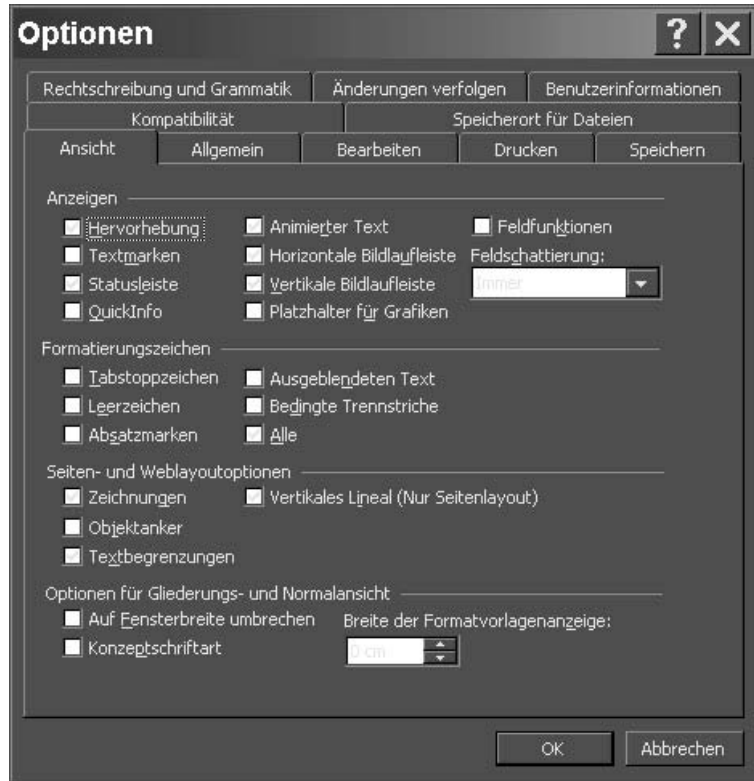 Optionen ? X
Rechtschreibung und Grammatik Änderungen verfolgen Benutzerinformationen
Kompatibilität Speicherort für Dateien
Ansicht Allgemein Bearbeiten Drucken Speichern
Anzeigen
Hervorhebung Animierter Text Feldfunktionen
Textmarken Horizontale Bildlaufleiste Feldschattierung:
Statusleiste Vertikale Bildlaufleiste Immer
QuickInfo Platzhalter für Grafiken
Formatierungszeichen
Tabstoppzeichen Ausgeblendeten Text
Leerzeichen Bedingte Trennstriche
Absatzmarken Alle
Seiten- und Weblayoutoptionen
Zeichnungen Vertikales Lineal (Nur Seitenlayout)
Objektanker
Textbegrenzungen
Optionen für Gliederungs- und Normalansicht
Auf Fensterbreite umbrechen Breite der Formatvorlagenanzeige:
Konzeptschriftart 0 cm
OK Abbrechen